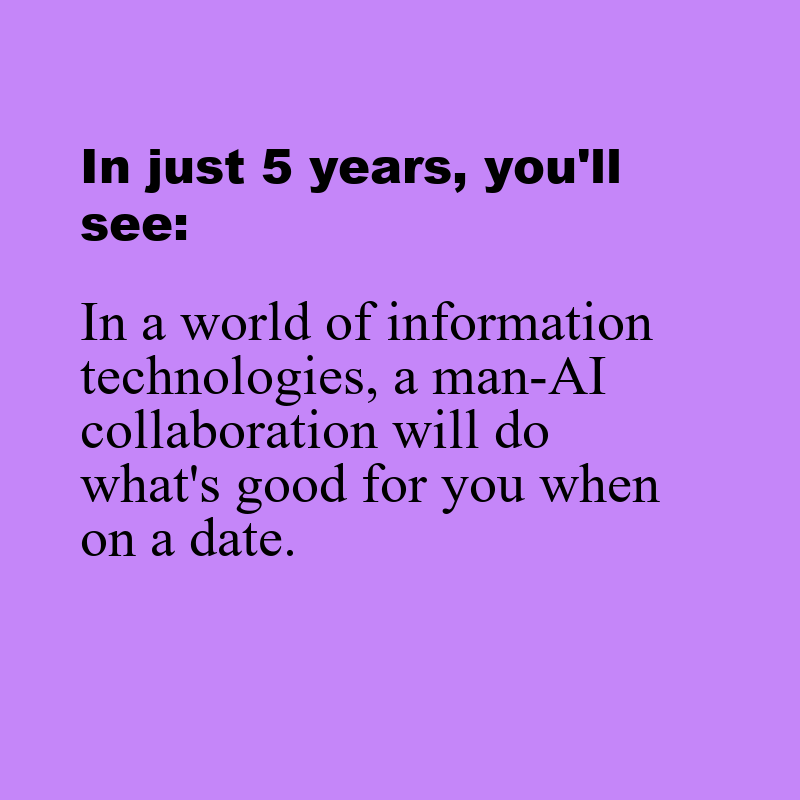 In just 5 years, you'll
see:
In a world of information
technologies, a man-AI
collaboration will do
what's good for you when
on a date.